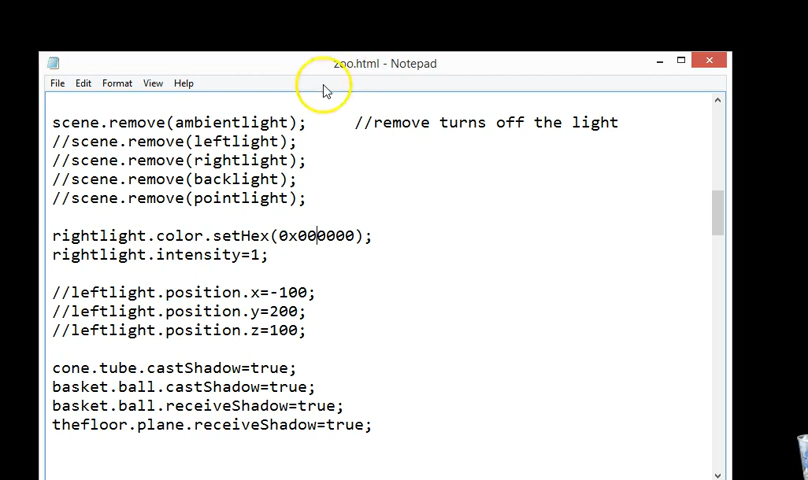 zoo.html - Notepad
File Edit Format View Help
scene.remove(ambientlight); //remove turns off the light
//scene.remove(leftlight);
//scene.remove(rightlight);
//scene.remove(backlight);
//scene.remove(pointlight);
rightlight.color.setHex(0x000000);
rightlight.intensity=1;
//leftlight.position.x=-100;
//leftlight.position.y=200;
//leftlight.position.z=100;
cone.tube.castShadow=true;
basket.ball.castShadow=true;
basket.ball.receiveShadow=true;
thefloor.plane.receiveShadow=true;